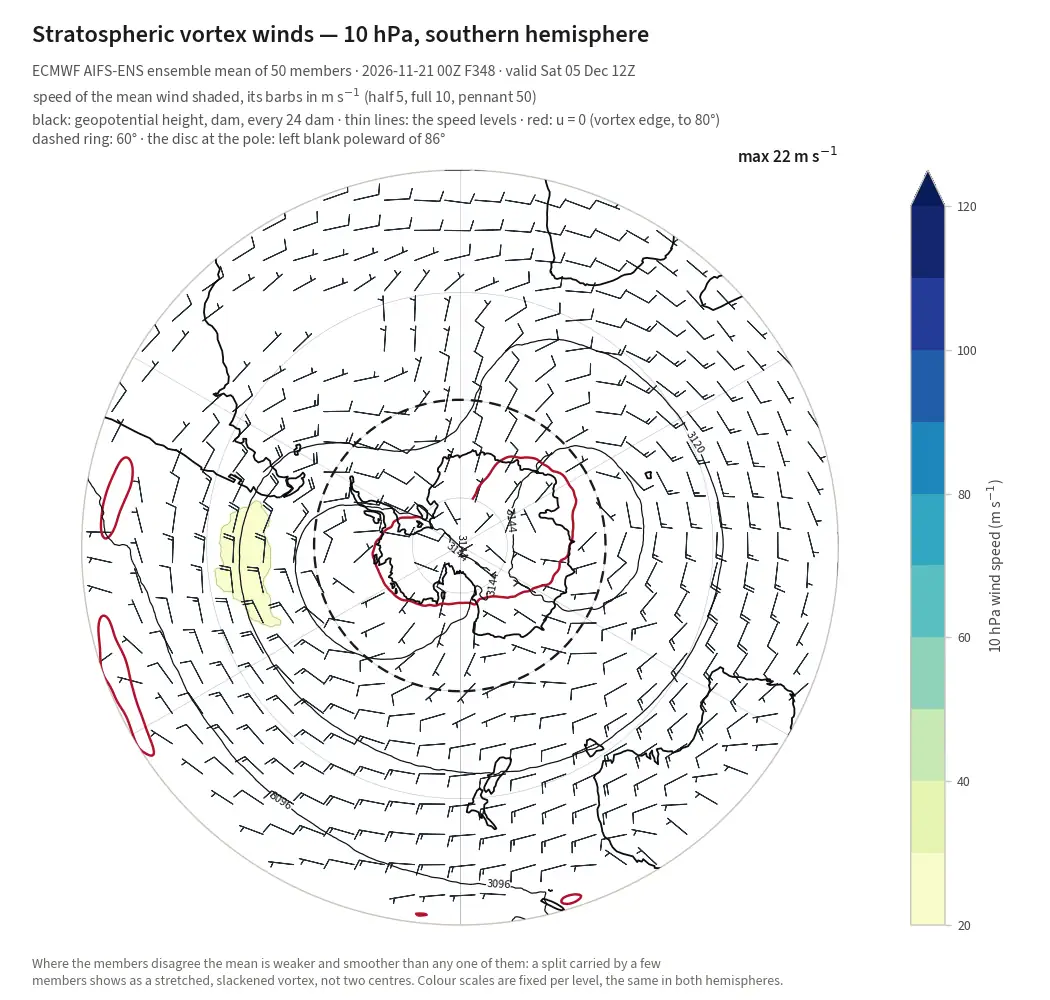 Stratospheric vortex winds — 10 hPa, southern hemisphere
ECMWF AIFS-ENS ensemble mean of 50 members · 2026-11-21 00Z F348 · valid Sat 05 Dec 12Z
speed of the mean wind shaded, its barbs in m s⁻¹ (half 5, full 10, pennant 50)
black: geopotential height, dam, every 24 dam · thin lines: the speed levels · red: u = 0 (vortex edge, to 80°)
dashed ring: 60° · the disc at the pole: left blank poleward of 86°
max 22 m s⁻¹
120
100
80
60
40
20
10 hPa wind speed (m s⁻¹)
3120
3144
3144
3096
3096
Where the members disagree the mean is weaker and smoother than any one of them: a split carried by a few
members shows as a stretched, slackened vortex, not two centres. Colour scales are fixed per level, the same in both hemispheres.